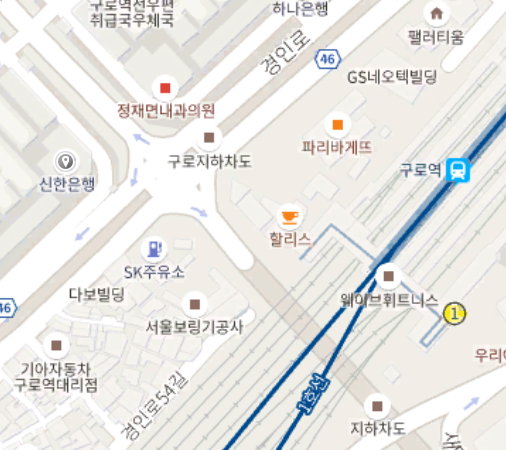 구로역선우편
취급국우체국
하나은행
팰러티움
경인로
46
GS네오텍빌딩
정재면내과의원
파리바게뜨
구로지하차도
구로역
신한은행
할리스
SK주유소
웨이브휘트니스
다보빌딩
46
1
서울보링기공사
기아자동차
구로역대리점
경인로54길
1호선
지하차도